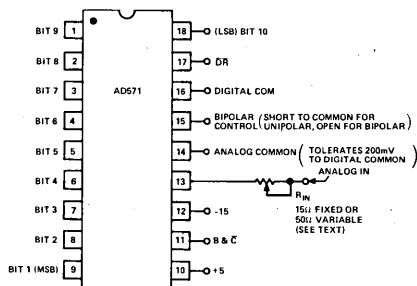 BIT 9 1
BIT 8 2
BIT 7 3
BIT 6 4
BIT 5 5
BIT 4 6
BIT 3 7
BIT 2 8
BIT 1 (MSB) 9
AD571
18 (LSB) BIT 10
17 D̅R̅
16 DIGITAL COM
15 BIPOLAR CONTROL (SHORT TO COMMON FOR
UNIPOLAR, OPEN FOR BIPOLAR)
14 ANALOG COMMON (TOLERATES 200mV
TO DIGITAL COMMON)
13
ANALOG IN
RIN
15Ω FIXED OR
50Ω VARIABLE
(SEE TEXT)
12 -15
11 B & C̅
10 +5